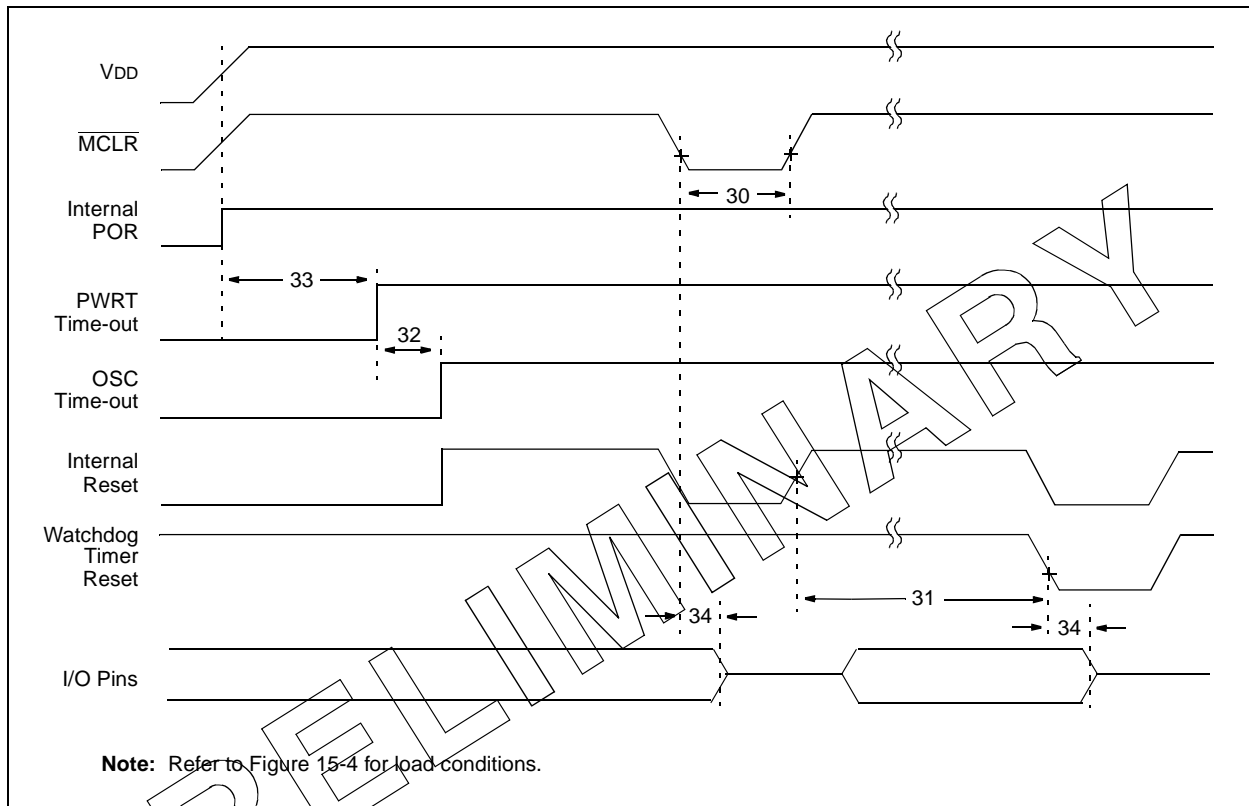 VDD
MCLR
Internal
POR
30
33
PWRT
Time-out
32
OSC
Time-out
Internal
Reset
Watchdog
Timer
Reset
31
34
34
I/O Pins
Note: Refer to Figure 15-4 for load conditions.
PRELIMINARY